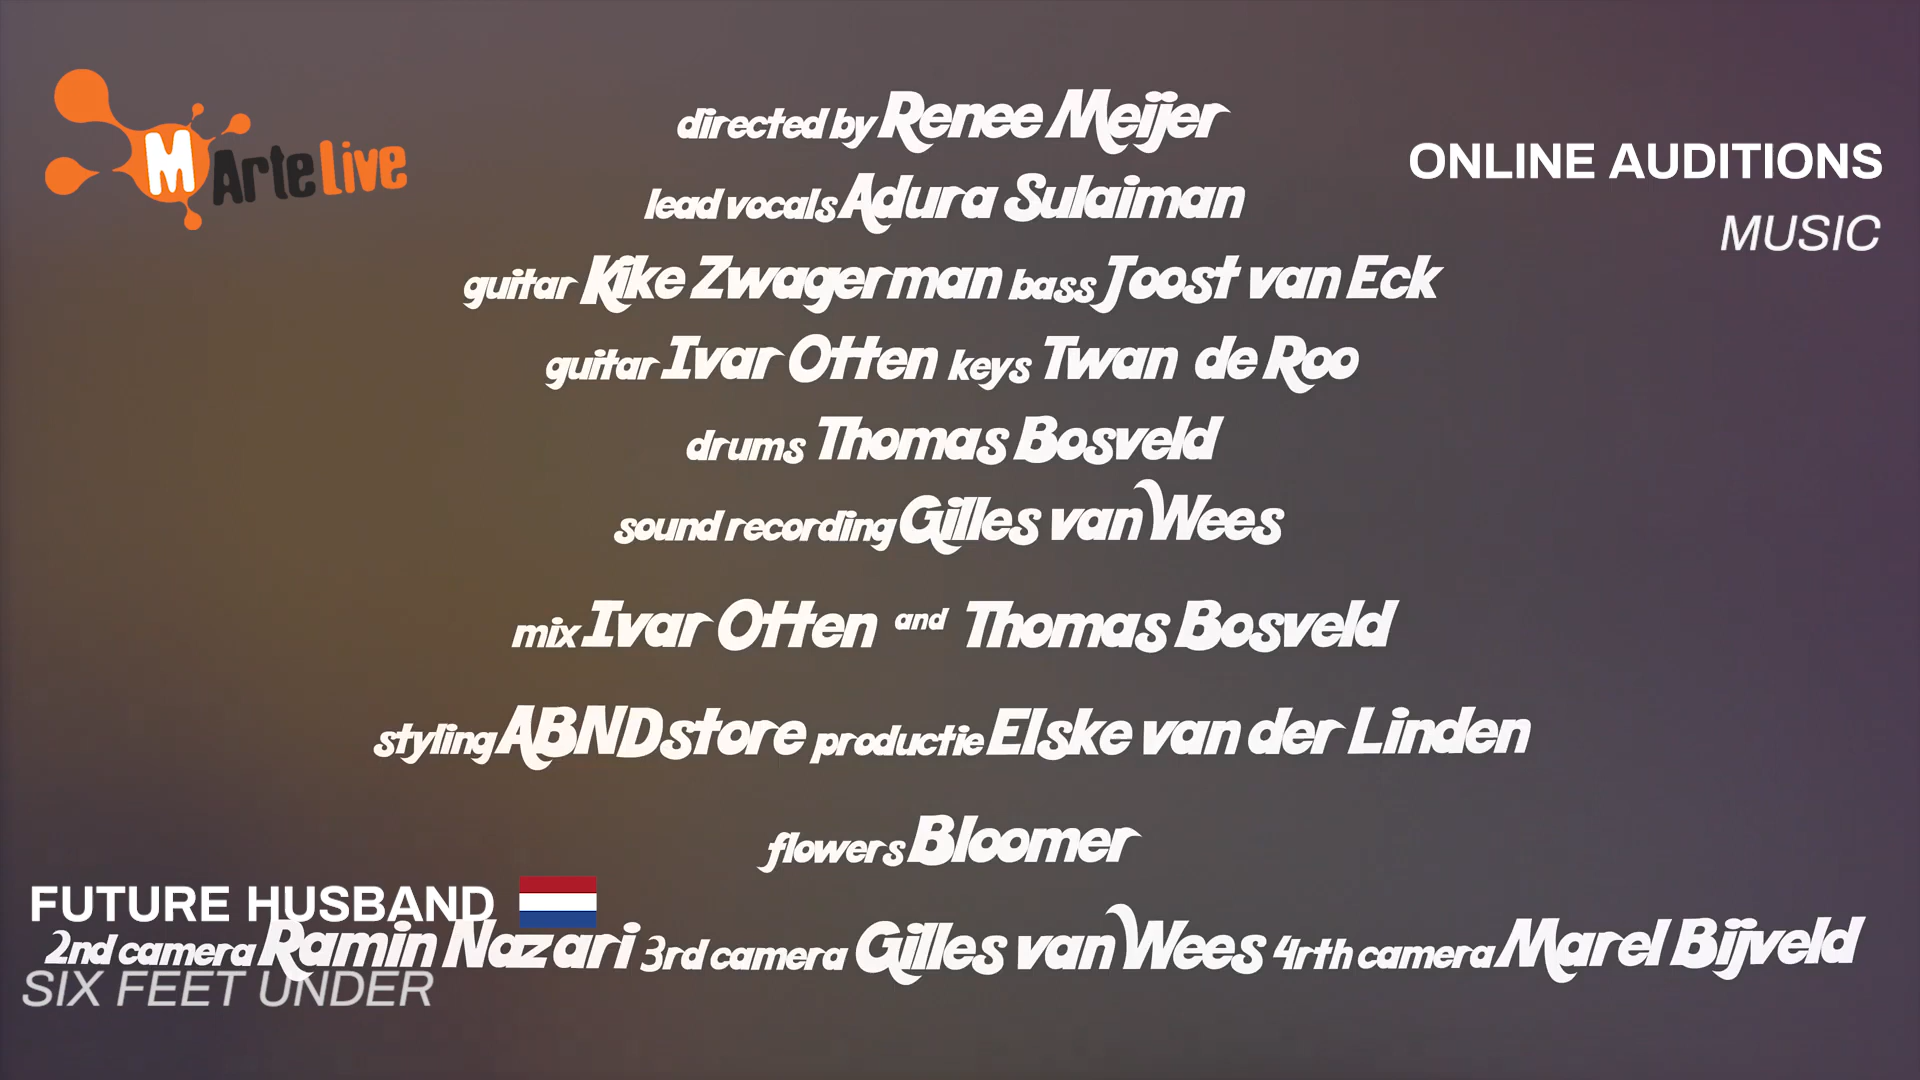 MArteLive
directed by Renee Meijer
lead vocals Adura Sulaiman
ONLINE AUDITIONS
MUSIC
guitar Kike Zwagerman bass Joost van Eck
guitar Ivar Otten keys Twan de Roo
drums Thomas Bosveld
sound recording Gilles van Wees
mix Ivar Otten and Thomas Bosveld
styling ABNDstore productie Elske van der Linden
flowers Bloomer
FUTURE HUSBAND
2nd camera Ramin Nazari 3rd camera Gilles van Wees 4rth camera Marel Bijveld
SIX FEET UNDER